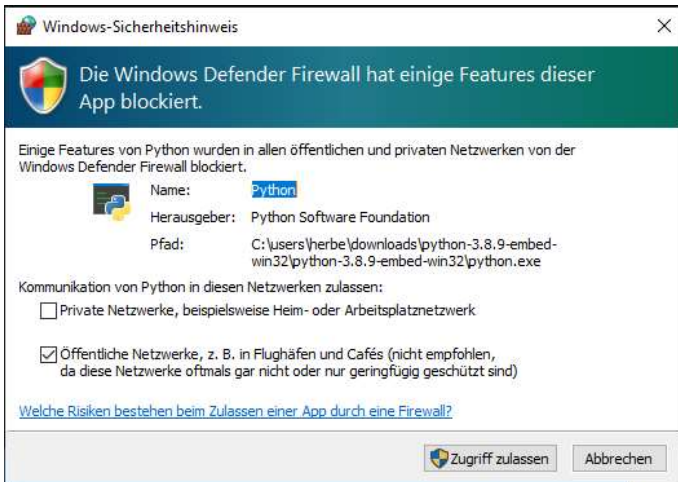 Windows-Sicherheitshinweis
Die Windows Defender Firewall hat einige Features dieser
App blockiert.
Einige Features von Python wurden in allen öffentlichen und privaten Netzwerken von der
Windows Defender Firewall blockiert.
Name: Python
Herausgeber: Python Software Foundation
Pfad: C:\users\herbe\downloads\python-3.8.9-embed-
win32\python-3.8.9-embed-win32\python.exe
Kommunikation von Python in diesen Netzwerken zulassen:
Private Netzwerke, beispielsweise Heim- oder Arbeitsplatznetzwerk
Öffentliche Netzwerke, z. B. in Flughäfen und Cafés (nicht empfohlen,
da diese Netzwerke oftmals gar nicht oder nur geringfügig geschützt sind)
Welche Risiken bestehen beim Zulassen einer App durch eine Firewall?
Zugriff zulassen Abbrechen